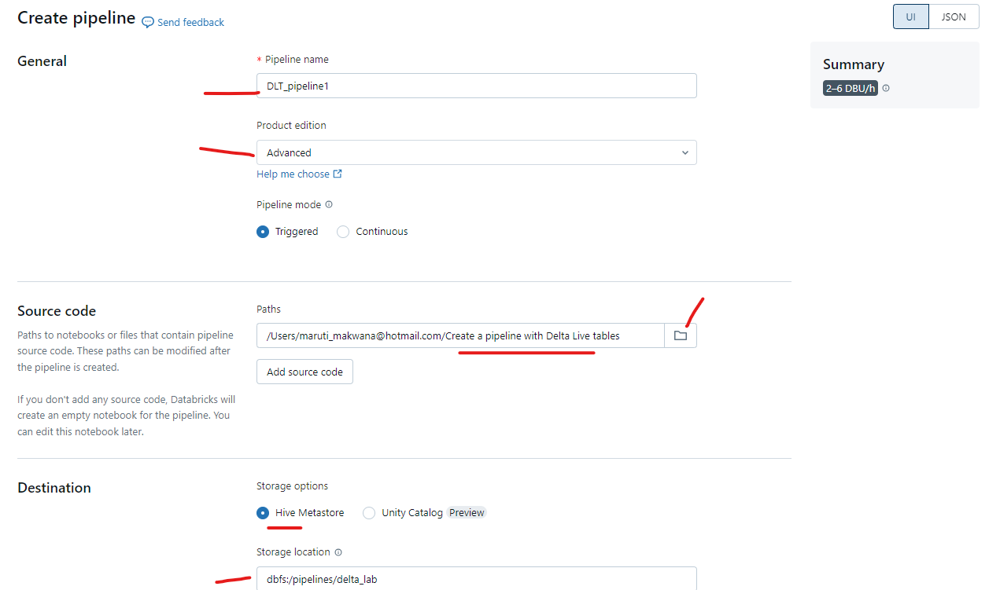 Create pipeline Send feedback
UI JSON
General
* Pipeline name
DLT_pipeline1
Summary
2–6 DBU/h
Product edition
Advanced
Help me choose
Pipeline mode
Triggered Continuous
Source code
Paths to notebooks or files that contain pipeline
source code. These paths can be modified after
the pipeline is created.
If you don't add any source code, Databricks will
create an empty notebook for the pipeline. You
can edit this notebook later.
Paths
/Users/maruti_makwana@hotmail.com/Create a pipeline with Delta Live tables
Add source code
Destination
Storage options
Hive Metastore Unity Catalog Preview
Storage location
dbfs:/pipelines/delta_lab